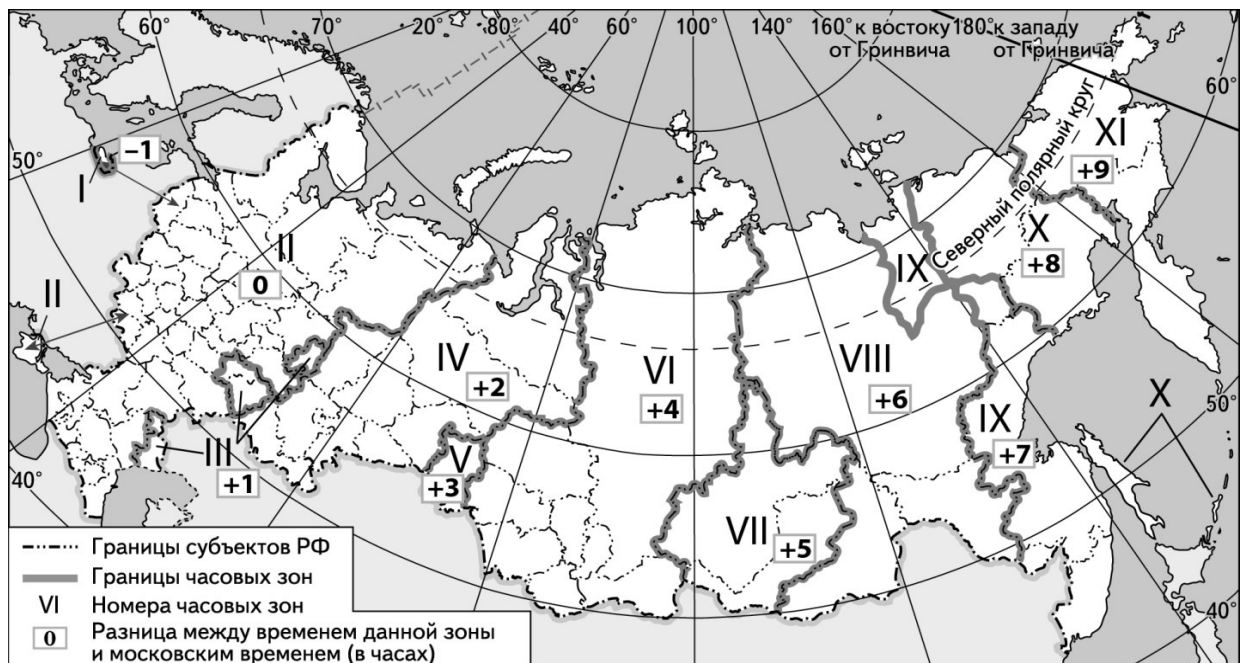 60°
70°
20°
40°
60°
80°
100°
120°
140°
160°
к востоку
от Гринвича
180°
к западу
от Гринвича
60°
50°
40°
50°
40°
Северный полярный круг
I
−1
II
II
0
III
+1
IV
+2
V
+3
VI
+4
VII
+5
VIII
+6
IX
IX
+7
X
+8
X
XI
+9
Границы субъектов РФ
Границы часовых зон
VI Номера часовых зон
0 Разница между временем данной зоны
и московским временем (в часах)